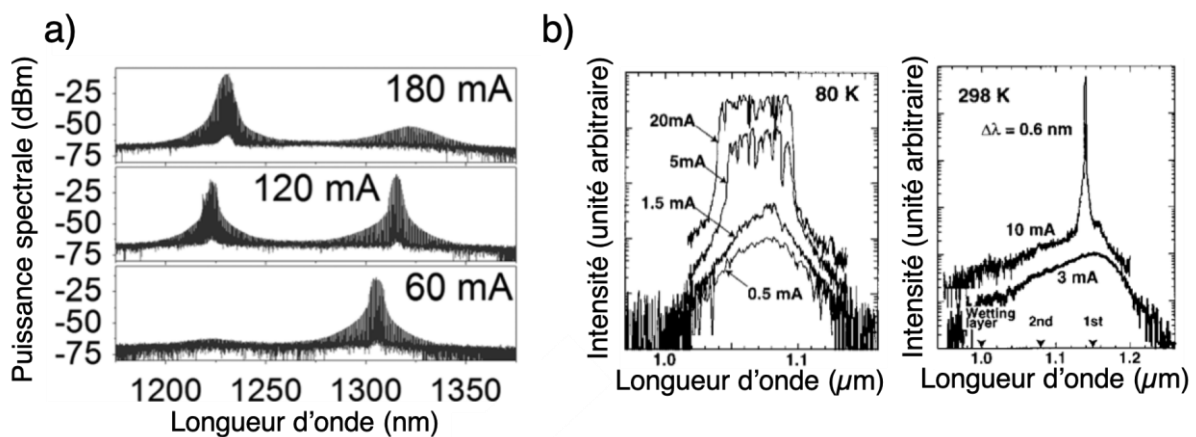 a)
Puissance spectrale (dBm)
-25
-50
-75
180 mA
-25
-50
-75
120 mA
-25
-50
-75
60 mA
1200 1250 1300 1350
Longueur d'onde (nm)
b)
Intensité (unité arbitraire)
80 K
20mA
5mA
1.5 mA
0.5 mA
1.0 1.1
Longueur d'onde (µm)
Intensité (unité arbitraire)
298 K
Δλ = 0.6 nm
10 mA
3 mA
Wetting
layer 2nd 1st
1.0 1.1 1.2
Longueur d'onde (µm)